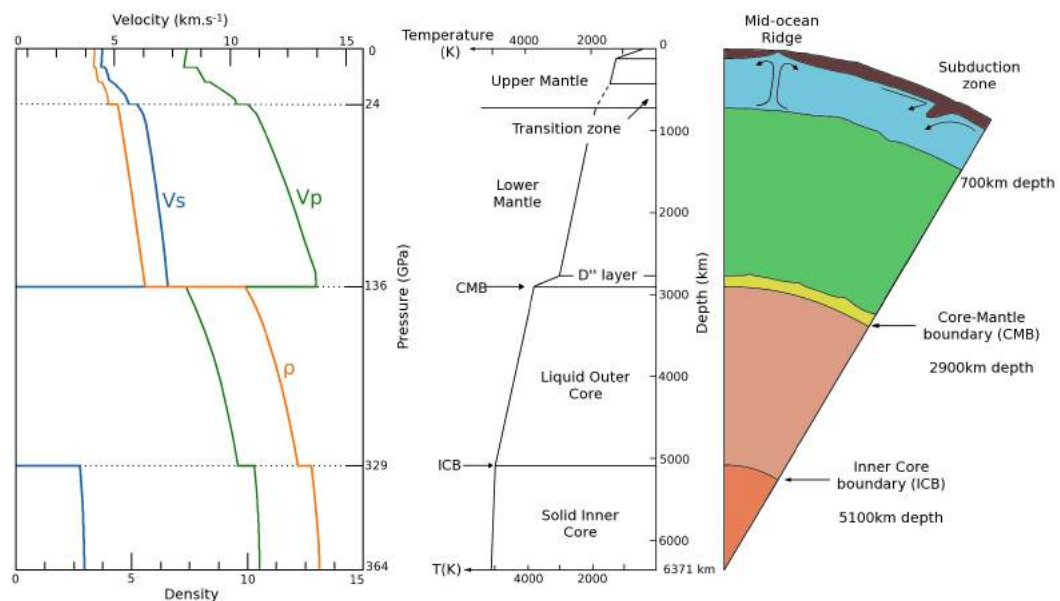 Velocity (km.s⁻¹)
0 5 10 15
0
24
136
329
364
Pressure (GPa)
Vs
Vp
ρ
0 5 10 15
Density
Temperature
(K)
4000 2000 0
0
1000
2000
3000
4000
5000
6000
6371 km
Depth (km)
Upper Mantle
Transition zone
Lower
Mantle
D'' layer
CMB
Liquid Outer
Core
ICB
Solid Inner
Core
T(K)
4000 2000
Mid-ocean
Ridge
Subduction
zone
700km depth
Core-Mantle
boundary (CMB)
2900km depth
Inner Core
boundary (ICB)
5100km depth